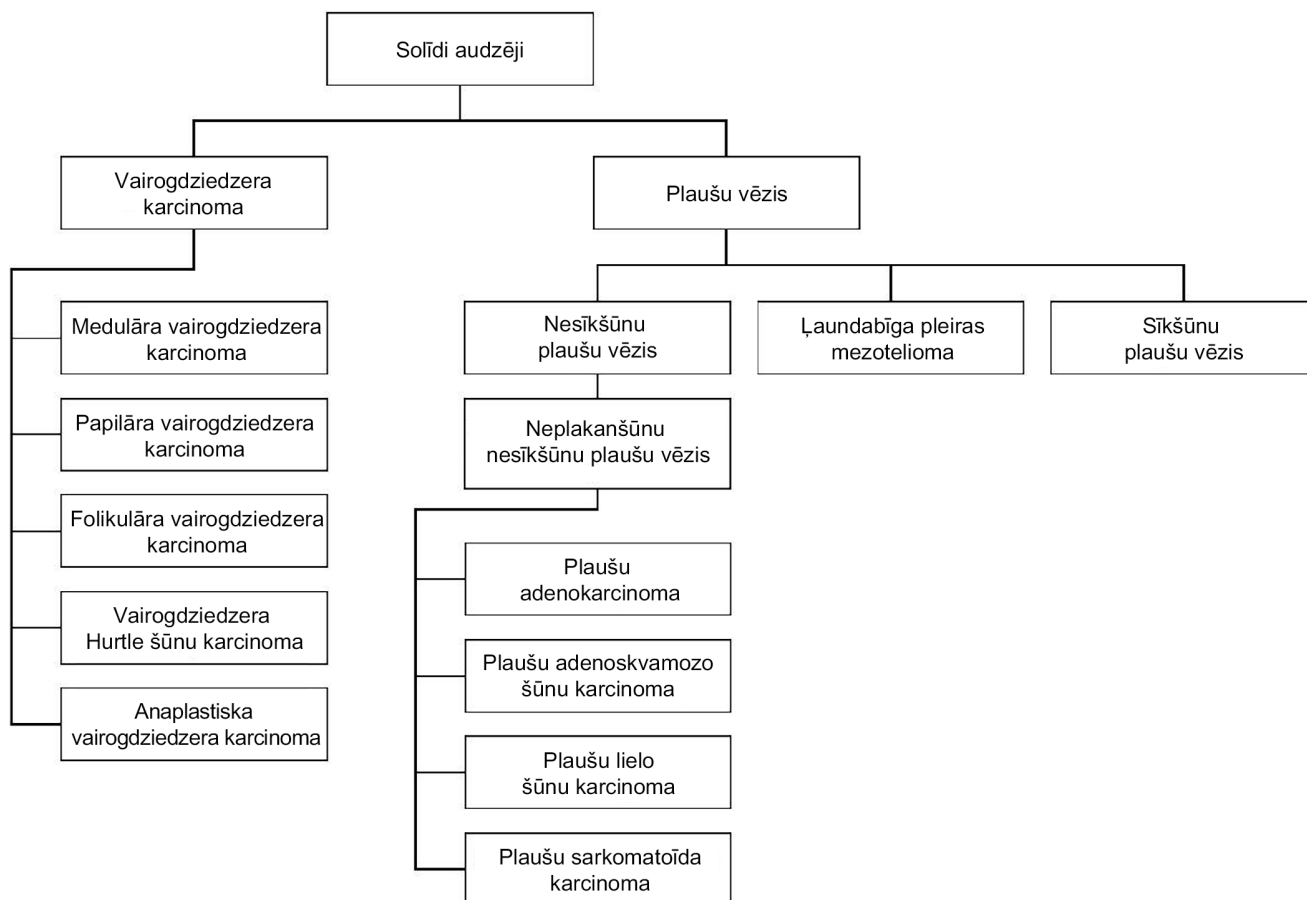 Solīdi audzēji
Vairogdziedzera
karcinoma
Plaušu vēzis
Medulāra vairogdziedzera
karcinoma
Papilāra vairogdziedzera
karcinoma
Folikulāra vairogdziedzera
karcinoma
Vairogdziedzera
Hurtle šūnu karcinoma
Anaplastiska
vairogdziedzera karcinoma
Nesīkšūnu
plaušu vēzis
Neplakanšūnu
nesīkšūnu plaušu vēzis
Plaušu
adenokarcinoma
Plaušu adenoskvamozo
šūnu karcinoma
Plaušu lielo
šūnu karcinoma
Plaušu sarkomatoīda
karcinoma
Ļaundabīga pleiras
mezotelioma
Sīkšūnu
plaušu vēzis